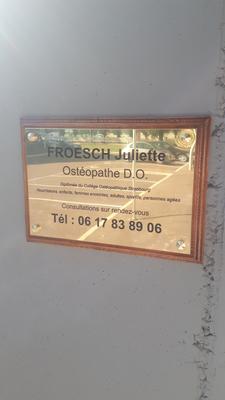 FROESCH Juliette
Ostéopathe D.O.
Diplômée du Collège Ostéopathique Strasbourg
Nourrissons, enfants, femmes enceintes, adultes, sportifs, personnes agées
Consultations sur rendez-vous
Tél : 06 17 83 89 06